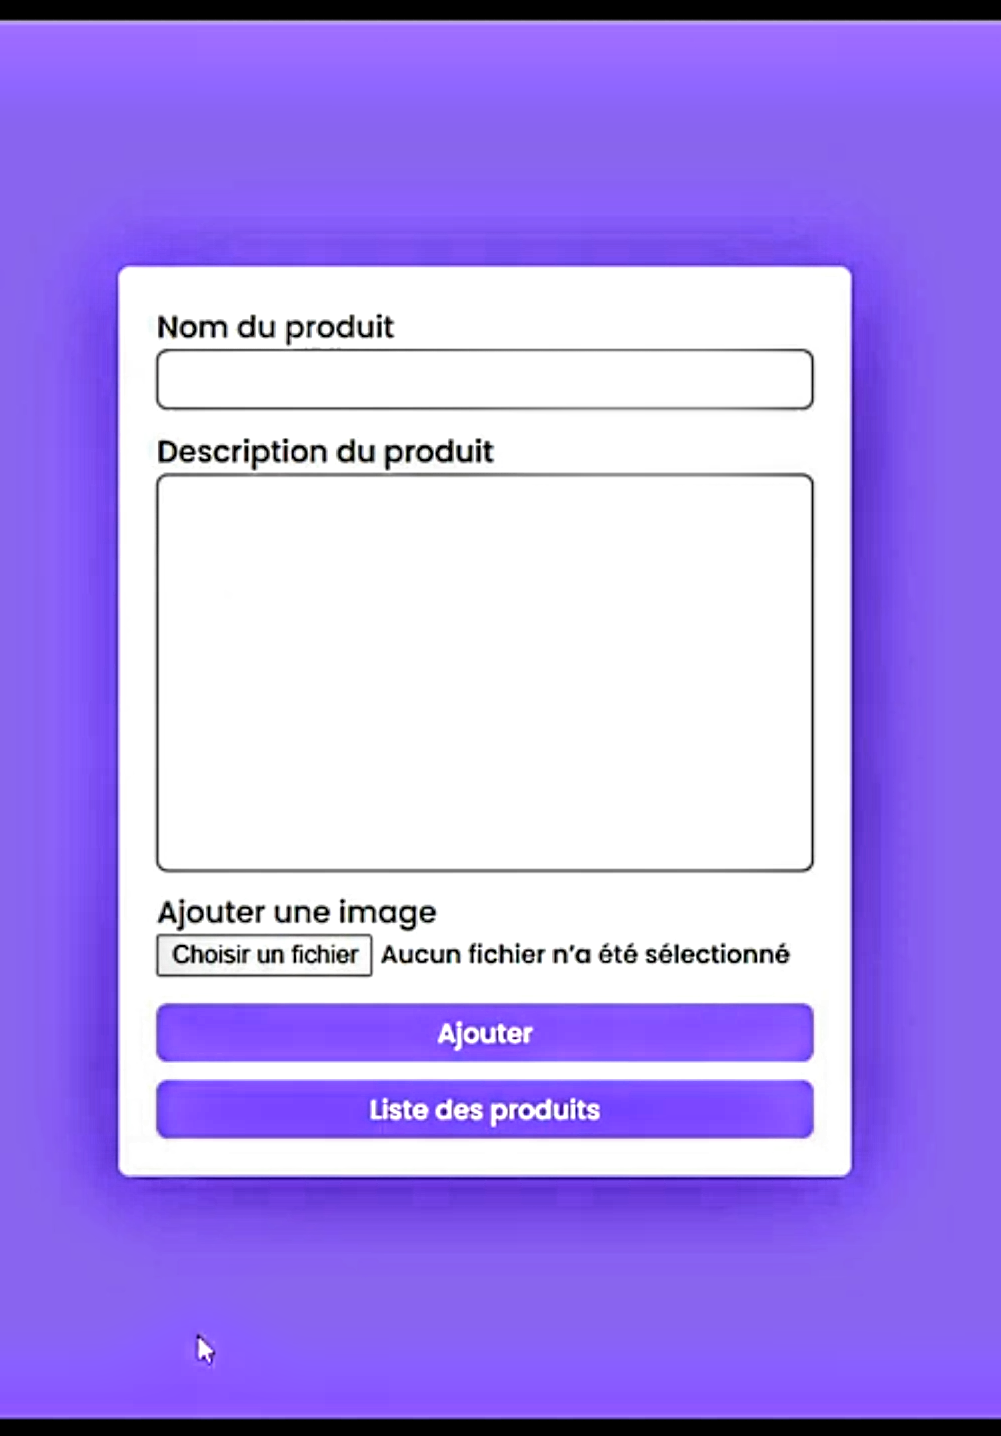 Nom du produit
Description du produit
Ajouter une image
Choisir un fichier Aucun fichier n’a été sélectionné
Ajouter
Liste des produits